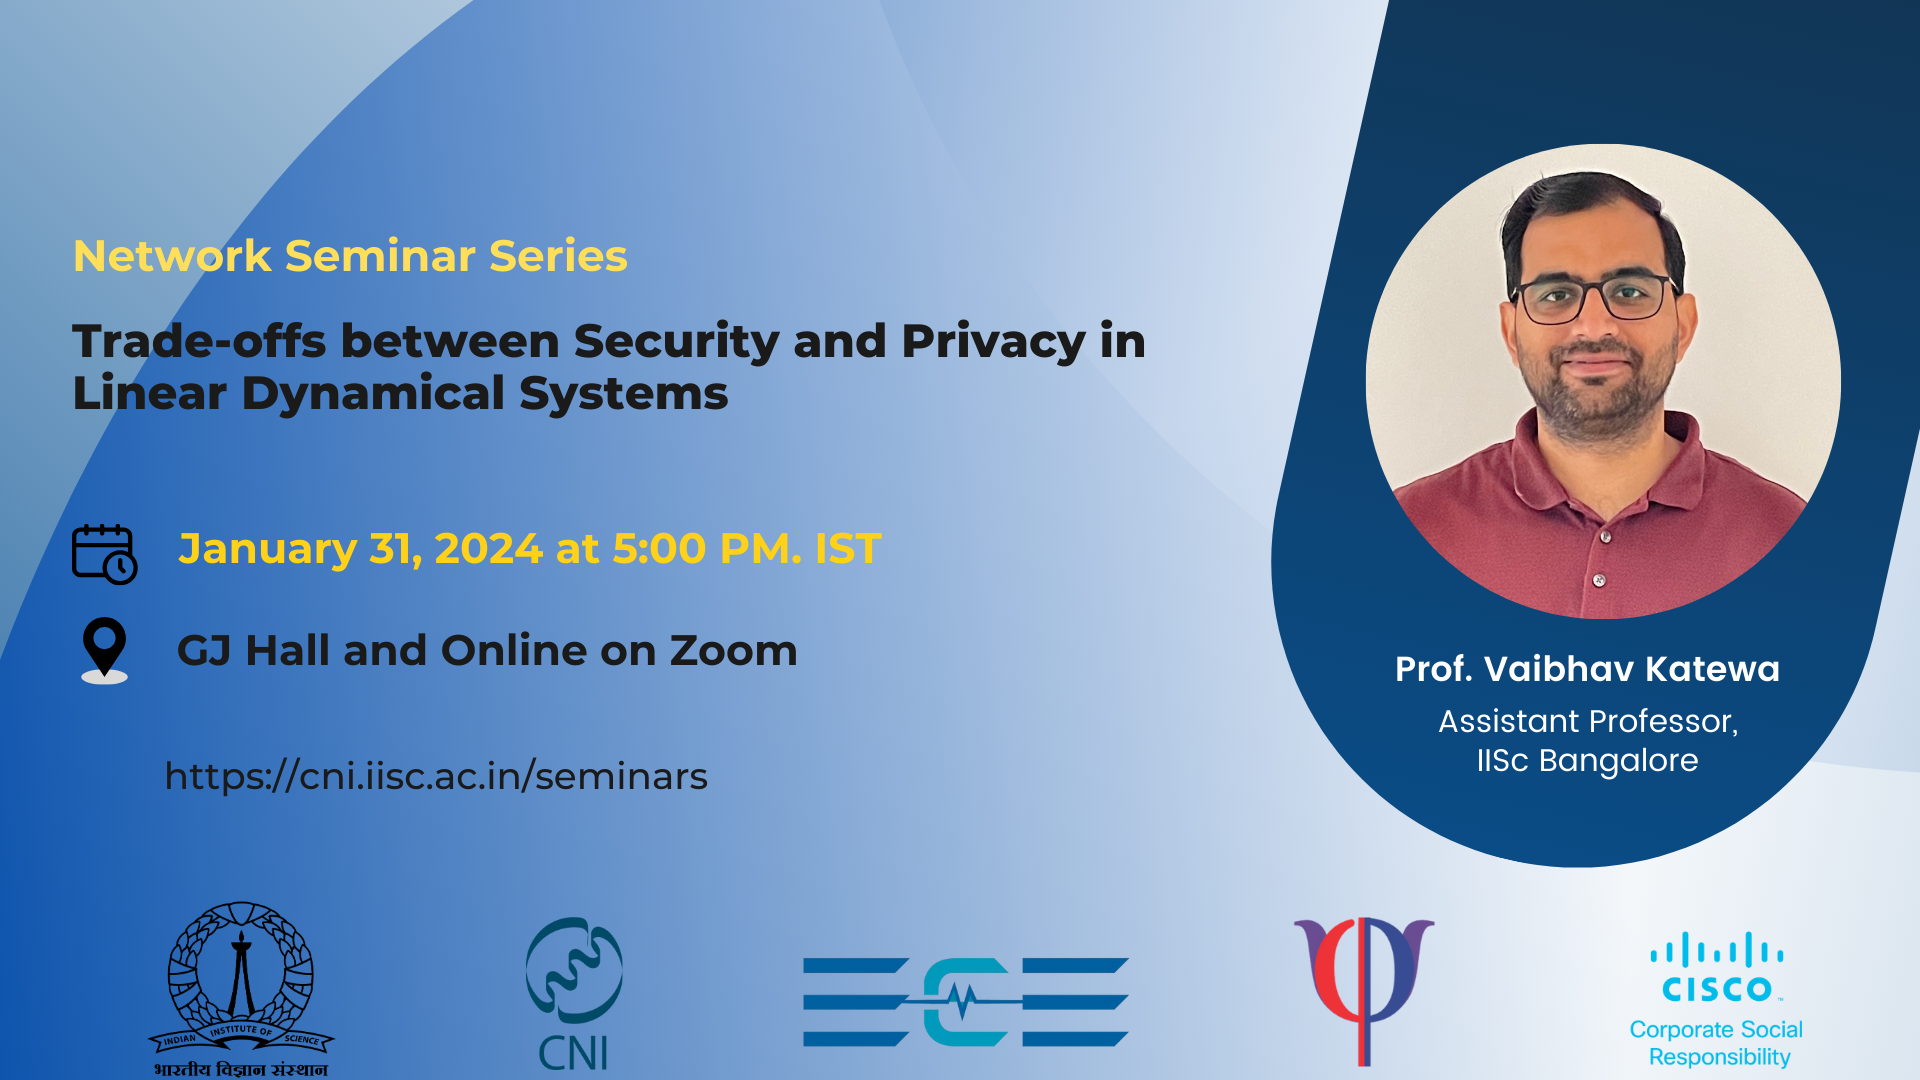 Network Seminar Series
Trade-offs between Security and Privacy in
Linear Dynamical Systems
January 31, 2024 at 5:00 PM. IST
GJ Hall and Online on Zoom
https://cni.iisc.ac.in/seminars
Prof. Vaibhav Katewa
Assistant Professor,
IISc Bangalore
INDIAN INSTITUTE OF SCIENCE
भारतीय विज्ञान संस्थान
CNI
ECE
CISCO
Corporate Social
Responsibility